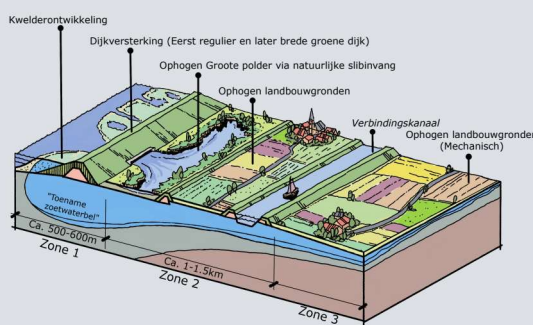 Kwelderontwikkeling
Dijkversterking (Eerst regulier en later brede groene dijk)
Ophogen Groote polder via natuurlijke slibinvang
Ophogen landbouwgronden
Verbindingskanaal
Ophogen landbouwgronden
(Mechanisch)
"Toename
zoetwaterbel"
Ca. 500-600m
Zone 1
Ca. 1-1.5km
Zone 2
Zone 3